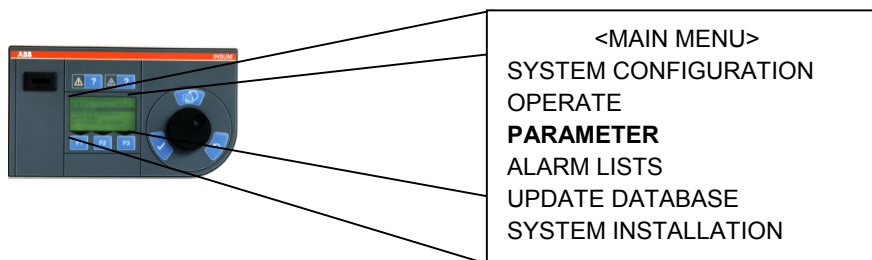 ABB
INSUM
? ?
F1 F2 F3
<MAIN MENU>
SYSTEM CONFIGURATION
OPERATE
PARAMETER
ALARM LISTS
UPDATE DATABASE
SYSTEM INSTALLATION